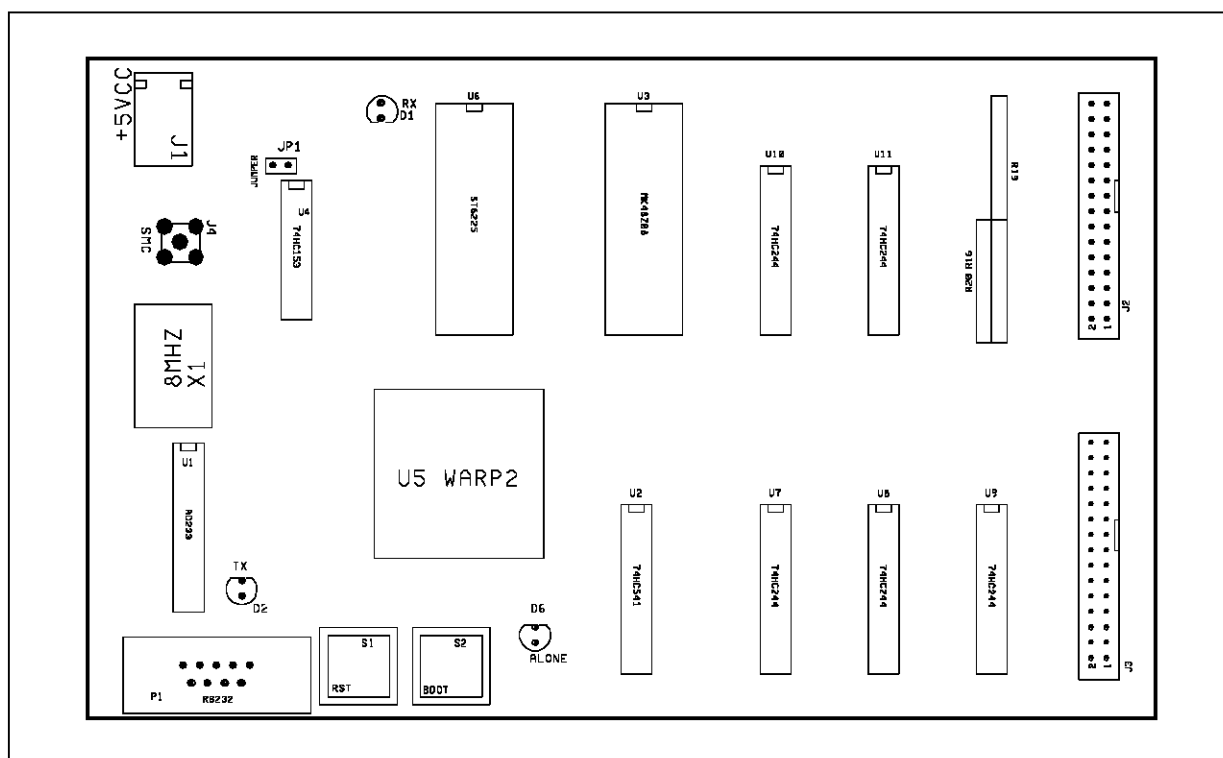 +5VCC
J1
RX
D1
U6
ST6225
U3
JP1
JUMPER
U4
74HC153
J4
SMC
U10
74HC244
U11
74HC244
R19
R20 R16
J2
2
1
8MHZ
X1
U1
U5 WARP2
U2
74HC541
U7
74HC244
U8
74HC244
U9
74HC244
J3
2
1
TX
D2
D6
ALONE
S1
RST
S2
BOOT
P1
RS232